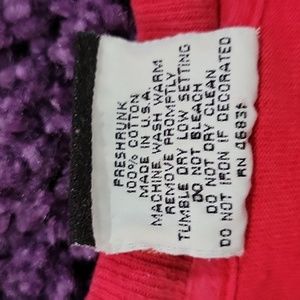 PRESHRUNK
100% COTTON
MADE IN U.S.A.
MACHINE WASH WARM
REMOVE PROMPTLY
TUMBLE DRY LOW SETTING
DO NOT BLEACH
DO NOT DRY CLEAN
DO NOT IRON IF DECORATED
RN